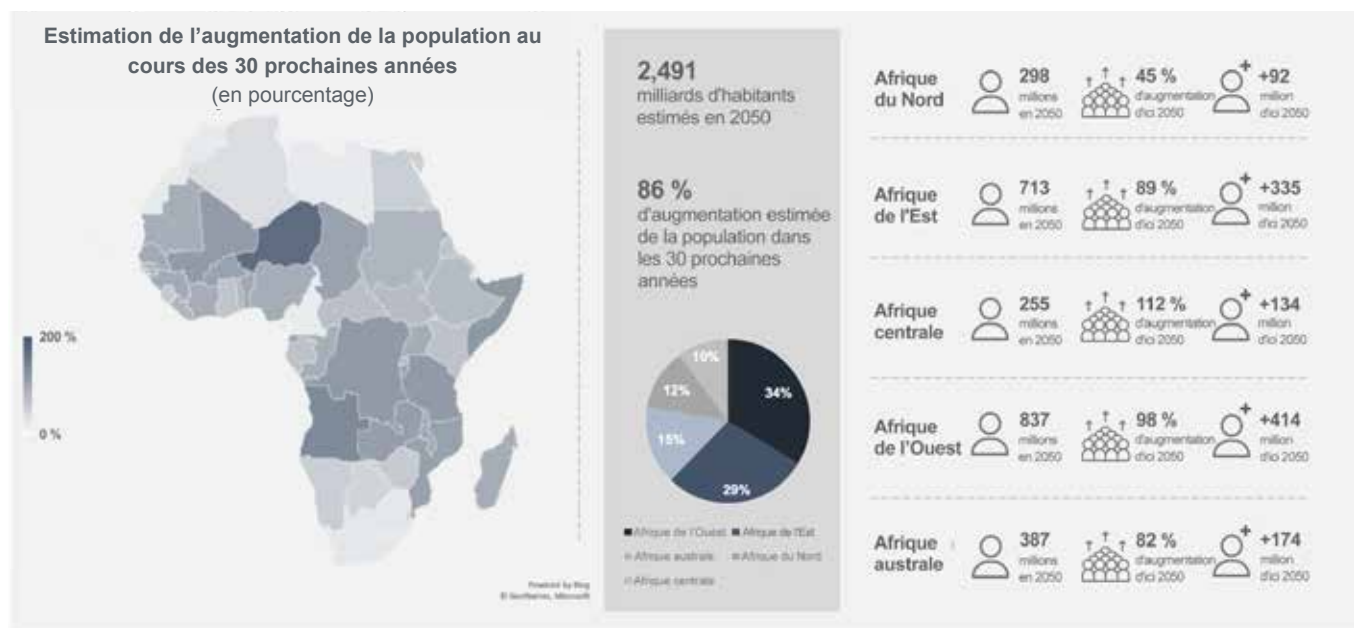 Estimation de l’augmentation de la population au
cours des 30 prochaines années
(en pourcentage)
200 %
0 %
Powered by Bing
© GeoNames, Microsoft
2,491
milliards d'habitants
estimés en 2050
86 %
d'augmentation estimée
de la population dans
les 30 prochaines
années
10%
12%
34%
15%
29%
Afrique de l'Ouest Afrique de l'Est
Afrique australe Afrique du Nord
Afrique centrale
Afrique
du Nord
298
millions
en 2050
45 %
d'augmentation
d'ici 2050
+92
million
d'ici 2050
Afrique
de l'Est
713
millions
en 2050
89 %
d'augmentation
d'ici 2050
+335
million
d'ici 2050
Afrique
centrale
255
millions
en 2050
112 %
d'augmentation
d'ici 2050
+134
million
d'ici 2050
Afrique
de l'Ouest
837
millions
en 2050
98 %
d'augmentation
d'ici 2050
+414
million
d'ici 2050
Afrique
australe
387
millions
en 2050
82 %
d'augmentation
d'ici 2050
+174
million
d'ici 2050